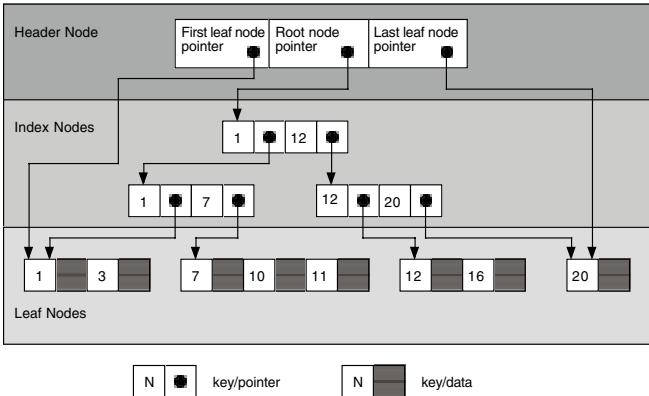 Header Node
First leaf node
pointer
Root node
pointer
Last leaf node
pointer
Index Nodes
1 12
1 7
12 20
1 3
7 10 11
12 16
20
Leaf Nodes
N key/pointer
N key/data